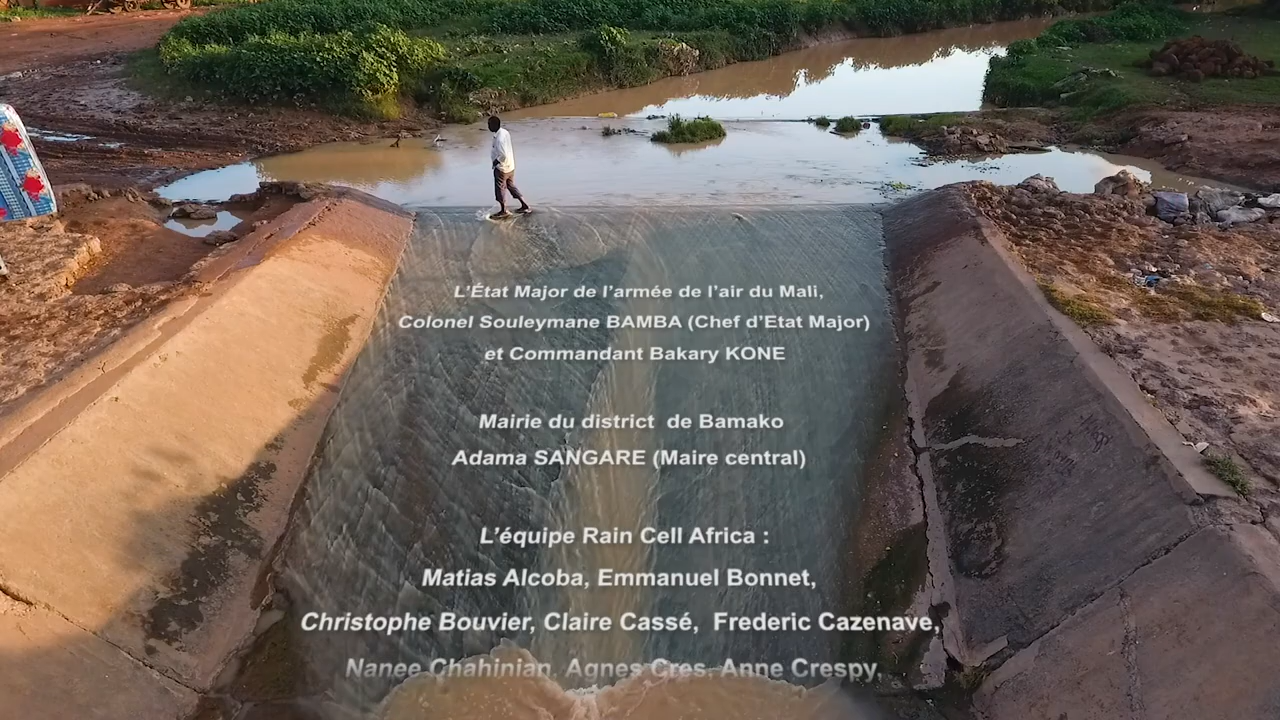 L'État Major de l'armée de l'air du Mali,
Colonel Souleymane BAMBA (Chef d'Etat Major)
et Commandant Bakary KONE
Mairie du district de Bamako
Adama SANGARE (Maire central)
L'équipe Rain Cell Africa :
Matias Alcoba, Emmanuel Bonnet,
Christophe Bouvier, Claire Cassé, Frederic Cazenave,
Nanee Chahinian, Agnes Cres, Anne Crespy,